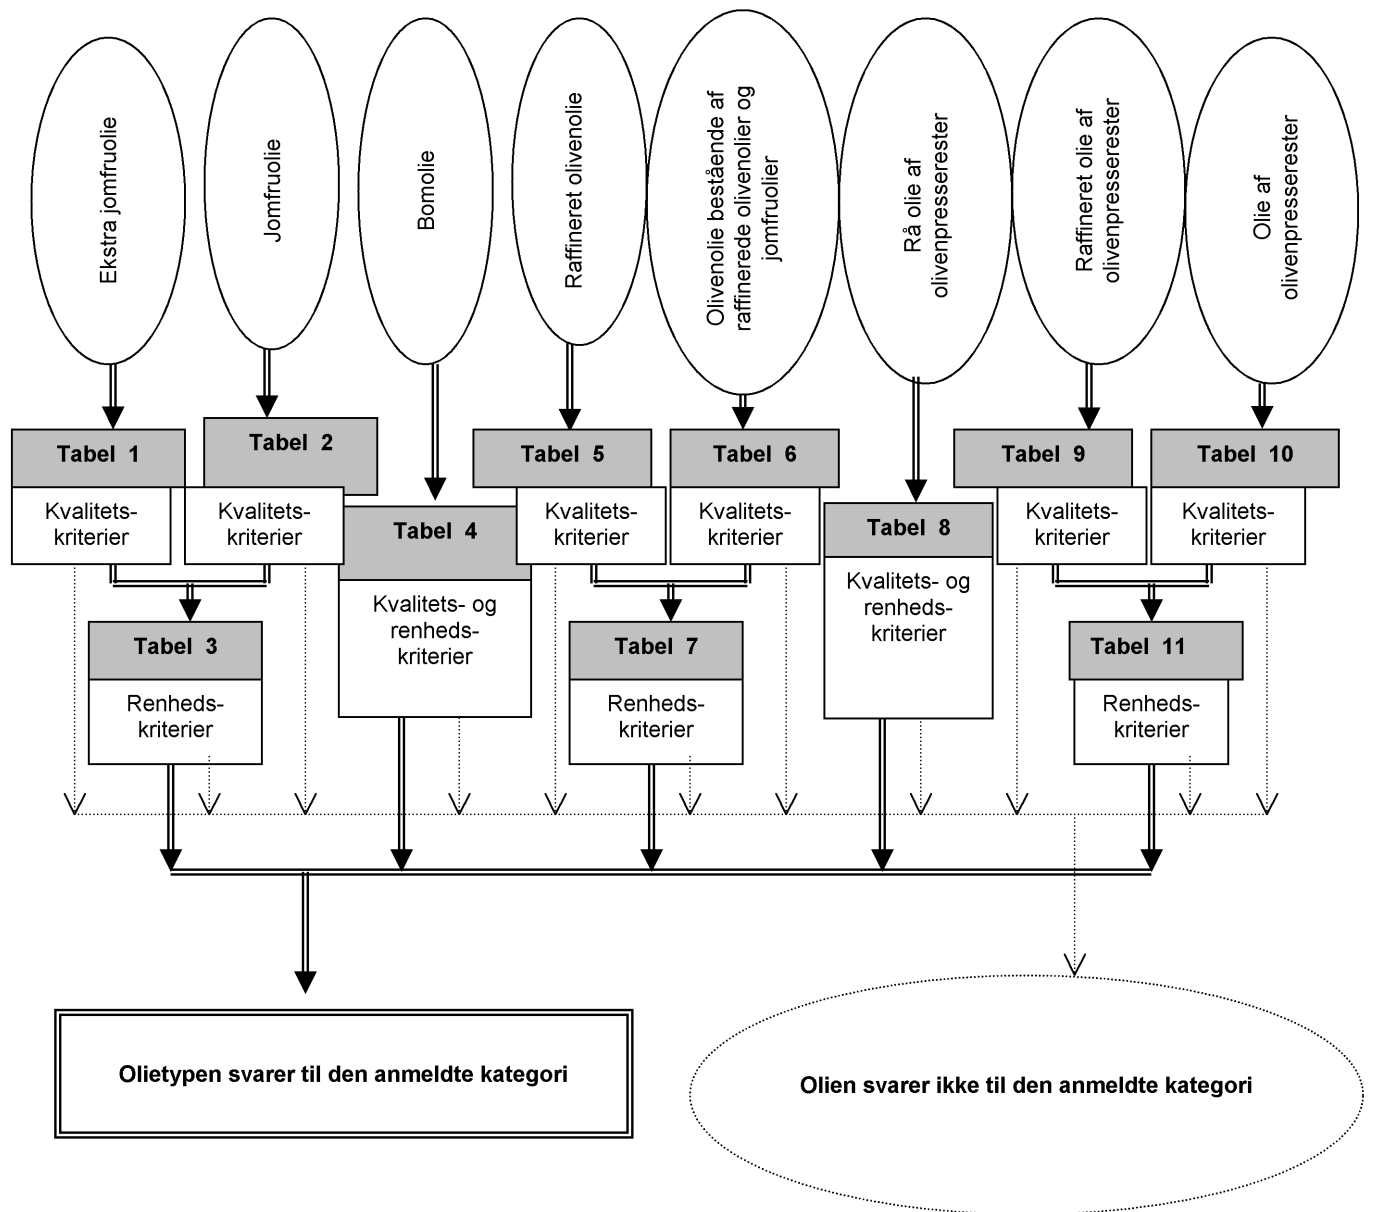 Ekstra jomfruolie
Jomfruolie
Bomolie
Raffineret olivenolie
Olivenolie bestående af
raffinerede olivenolier og
jomfruolier
Rå olie af
olivenpresserester
Raffineret olie af
olivenpresserester
Olie af
olivenpresserester
Tabel 1
Kvalitets-
kriterier
Tabel 2
Kvalitets-
kriterier
Tabel 4
Kvalitets- og
renheds-
kriterier
Tabel 5
Kvalitets-
kriterier
Tabel 6
Kvalitets-
kriterier
Tabel 8
Kvalitets- og
renheds-
kriterier
Tabel 9
Kvalitets-
kriterier
Tabel 10
Kvalitets-
kriterier
Tabel 3
Renheds-
kriterier
Tabel 7
Renheds-
kriterier
Tabel 11
Renheds-
kriterier
Olietypen svarer til den anmeldte kategori
Olien svarer ikke til den anmeldte kategori